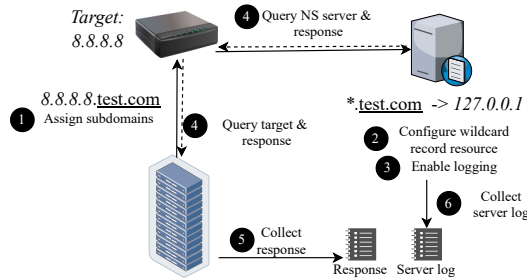 Target:
8.8.8.8
4 Query NS server &
response
8.8.8.8.test.com
1 Assign subdomains
4 Query target &
response
*.test.com -> 127.0.0.1
2 Configure wildcard
record resource
3 Enable logging
6 Collect
server log
5 Collect
response
Response
Server log